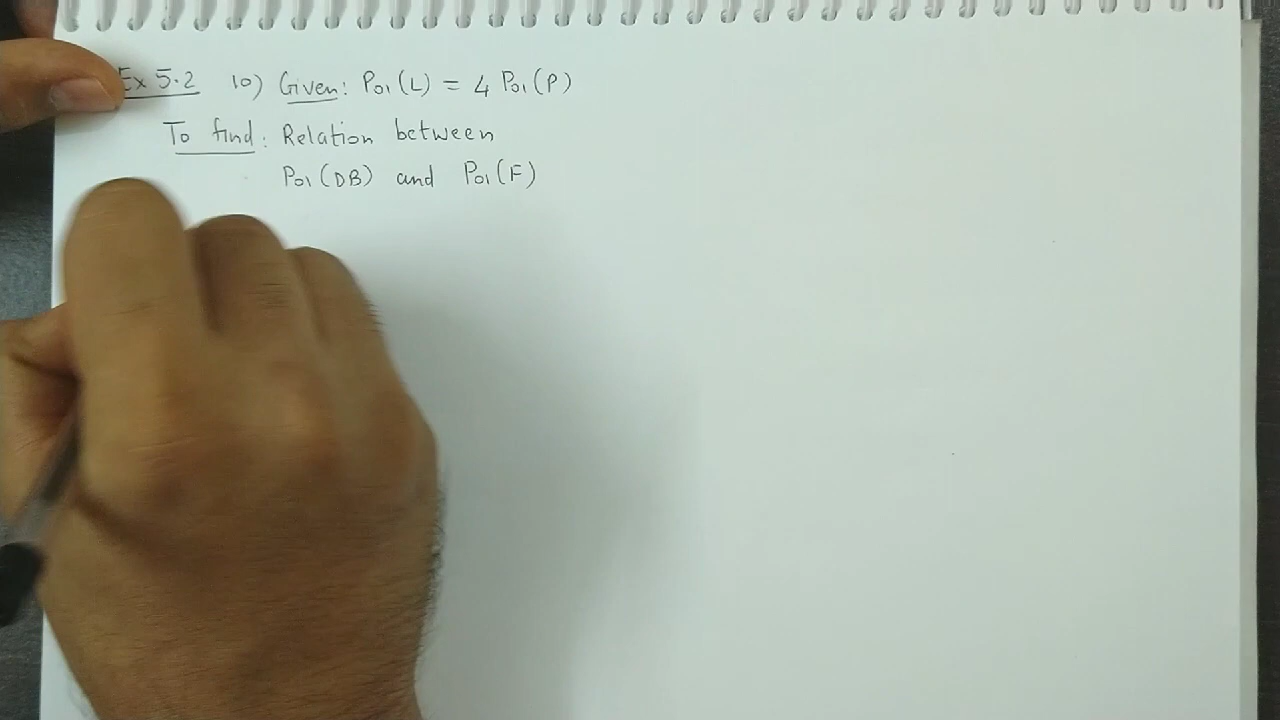 Ex 5.2 10) Given: P01(L) = 4 P01(P)
To find: Relation between
P01(DB) and P01(F)